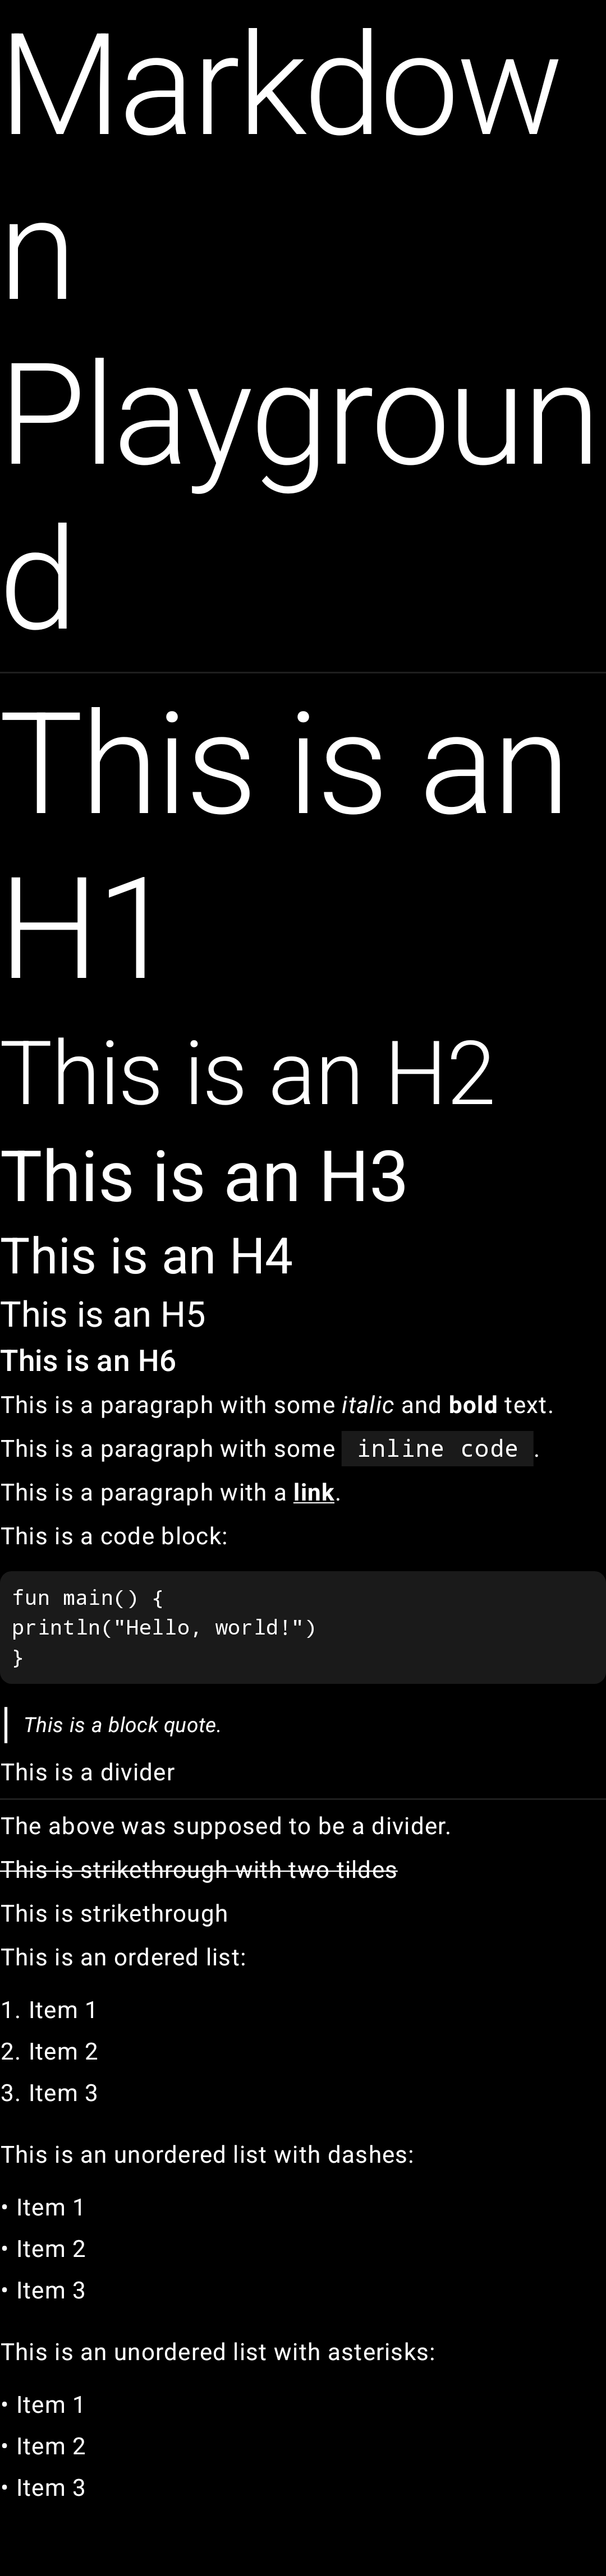 Markdow
n
Playgroun
d
This is an
H1
This is an H2
This is an H3
This is an H4
This is an H5
This is an H6
This is a paragraph with some italic and bold text.
This is a paragraph with some inline code.
This is a paragraph with a link.
This is a code block:
fun main() {
println("Hello, world!")
}
This is a block quote.
This is a divider
The above was supposed to be a divider.
This is strikethrough with two tildes
This is strikethrough
This is an ordered list:
1. Item 1
2. Item 2
3. Item 3
This is an unordered list with dashes:
• Item 1
• Item 2
• Item 3
This is an unordered list with asterisks:
• Item 1
• Item 2
• Item 3